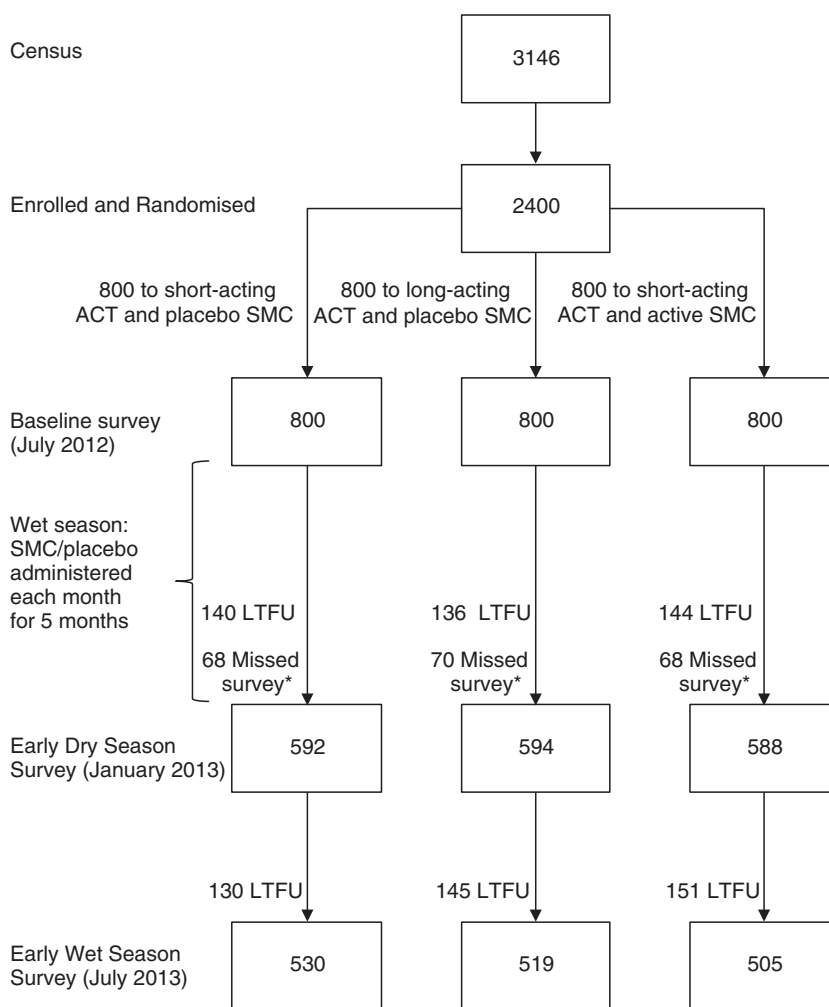 Census
3146
Enrolled and Randomised
2400
800 to short-acting
ACT and placebo SMC
800 to long-acting
ACT and placebo SMC
800 to short-acting
ACT and active SMC
Baseline survey
(July 2012)
800
800
800
Wet season:
SMC/placebo
administered
each month
for 5 months
140 LTFU
136 LTFU
144 LTFU
68 Missed
survey*
70 Missed
survey*
68 Missed
survey*
Early Dry Season
Survey (January 2013)
592
594
588
130 LTFU
145 LTFU
151 LTFU
Early Wet Season
Survey (July 2013)
530
519
505